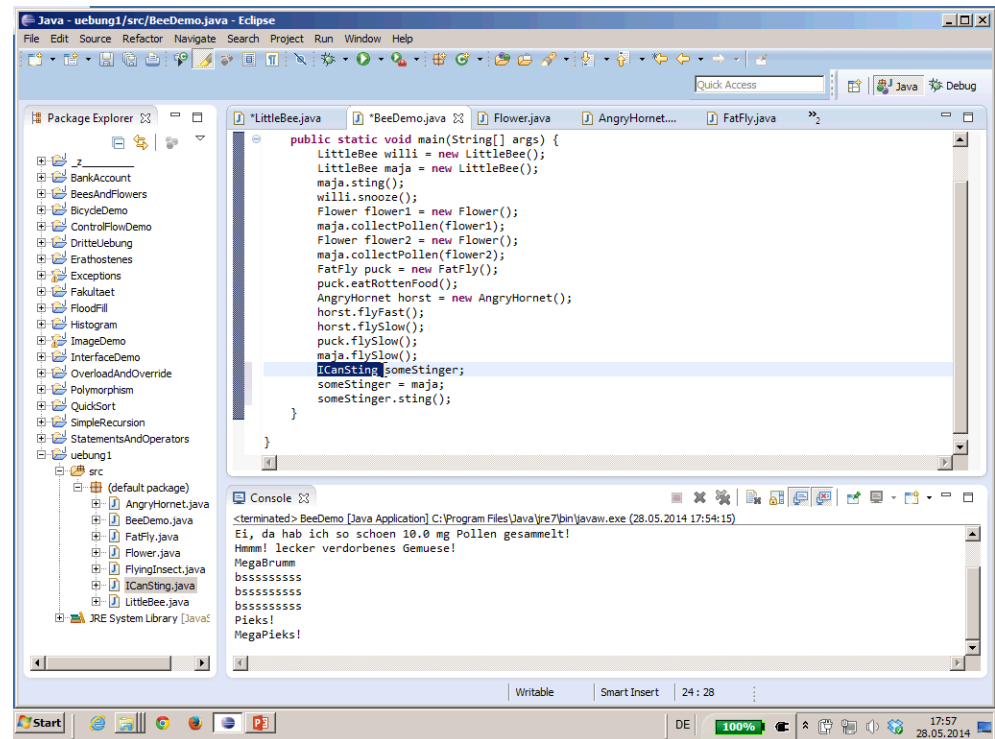 Java - uebung1/src/BeeDemo.java - Eclipse
File Edit Source Refactor Navigate Search Project Run Window Help
Quick Access
Java
Debug
Package Explorer
_z_________
BankAccount
BeesAndFlowers
BicycleDemo
ControlFlowDemo
DritteUebung
Erathostenes
Exceptions
Fakultaet
FloodFill
Histogram
ImageDemo
InterfaceDemo
OverloadAndOverride
Polymorphism
QuickSort
SimpleRecursion
StatementsAndOperators
uebung1
src
(default package)
AngryHornet.java
BeeDemo.java
FatFly.java
Flower.java
FlyingInsect.java
ICanSting.java
LittleBee.java
JRE System Library [JavaS
*LittleBee.java
*BeeDemo.java
Flower.java
AngryHornet....
FatFly.java
»2
public static void main(String[] args) {
LittleBee willi = new LittleBee();
LittleBee maja = new LittleBee();
maja.sting();
willi.snooze();
Flower flower1 = new Flower();
maja.collectPollen(flower1);
Flower flower2 = new Flower();
maja.collectPollen(flower2);
FatFly puck = new FatFly();
puck.eatRottenFood();
AngryHornet horst = new AngryHornet();
horst.flyFast();
horst.flySlow();
puck.flySlow();
maja.flySlow();
ICanSting someStinger;
someStinger = maja;
someStinger.sting();
}
}
Console
<terminated> BeeDemo [Java Application] C:\Program Files\Java\jre7\bin\javaw.exe (28.05.2014 17:54:15)
Ei, da hab ich so schoen 10.0 mg Pollen gesammelt!
Hmmm! lecker verdorbenes Gemuese!
MegaBrumm
bsssssssss
bsssssssss
bsssssssss
Pieks!
MegaPieks!
Writable
Smart Insert
24 : 28
Start
DE
100%
17:57
28.05.2014